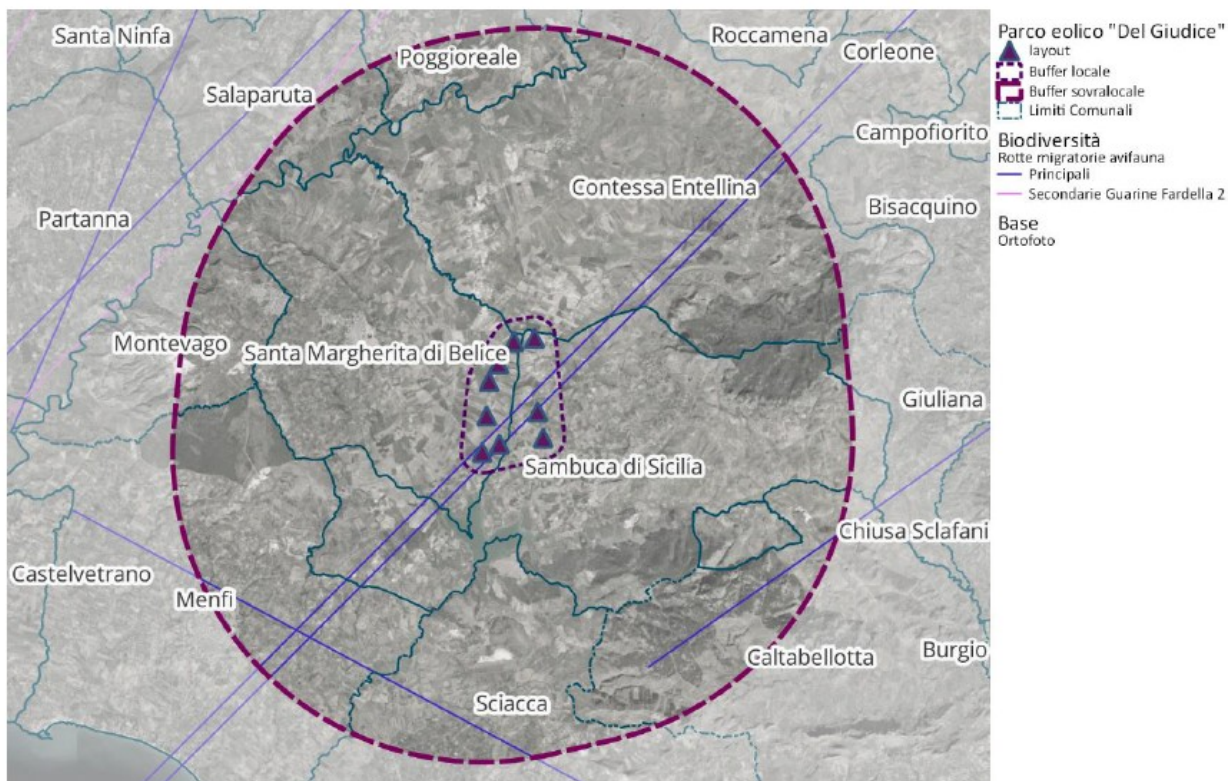 Santa Ninfa
Poggioreale
Roccamena
Corleone
Salaparuta
Campofiorito
Contessa Entellina
Partanna
Bisacquino
Montevago
Santa Margherita di Belice
Giuliana
Sambuca di Sicilia
Chiusa Sclafani
Castelvetrano
Menfi
Caltabellotta
Burgio
Sciacca
Parco eolico "Del Giudice"
layout
Buffer locale
Buffer sovralocale
Limiti Comunali
Biodiversità
Rotte migratorie avifauna
Principali
Secondarie Guarine Fardella 2
Base
Ortofoto